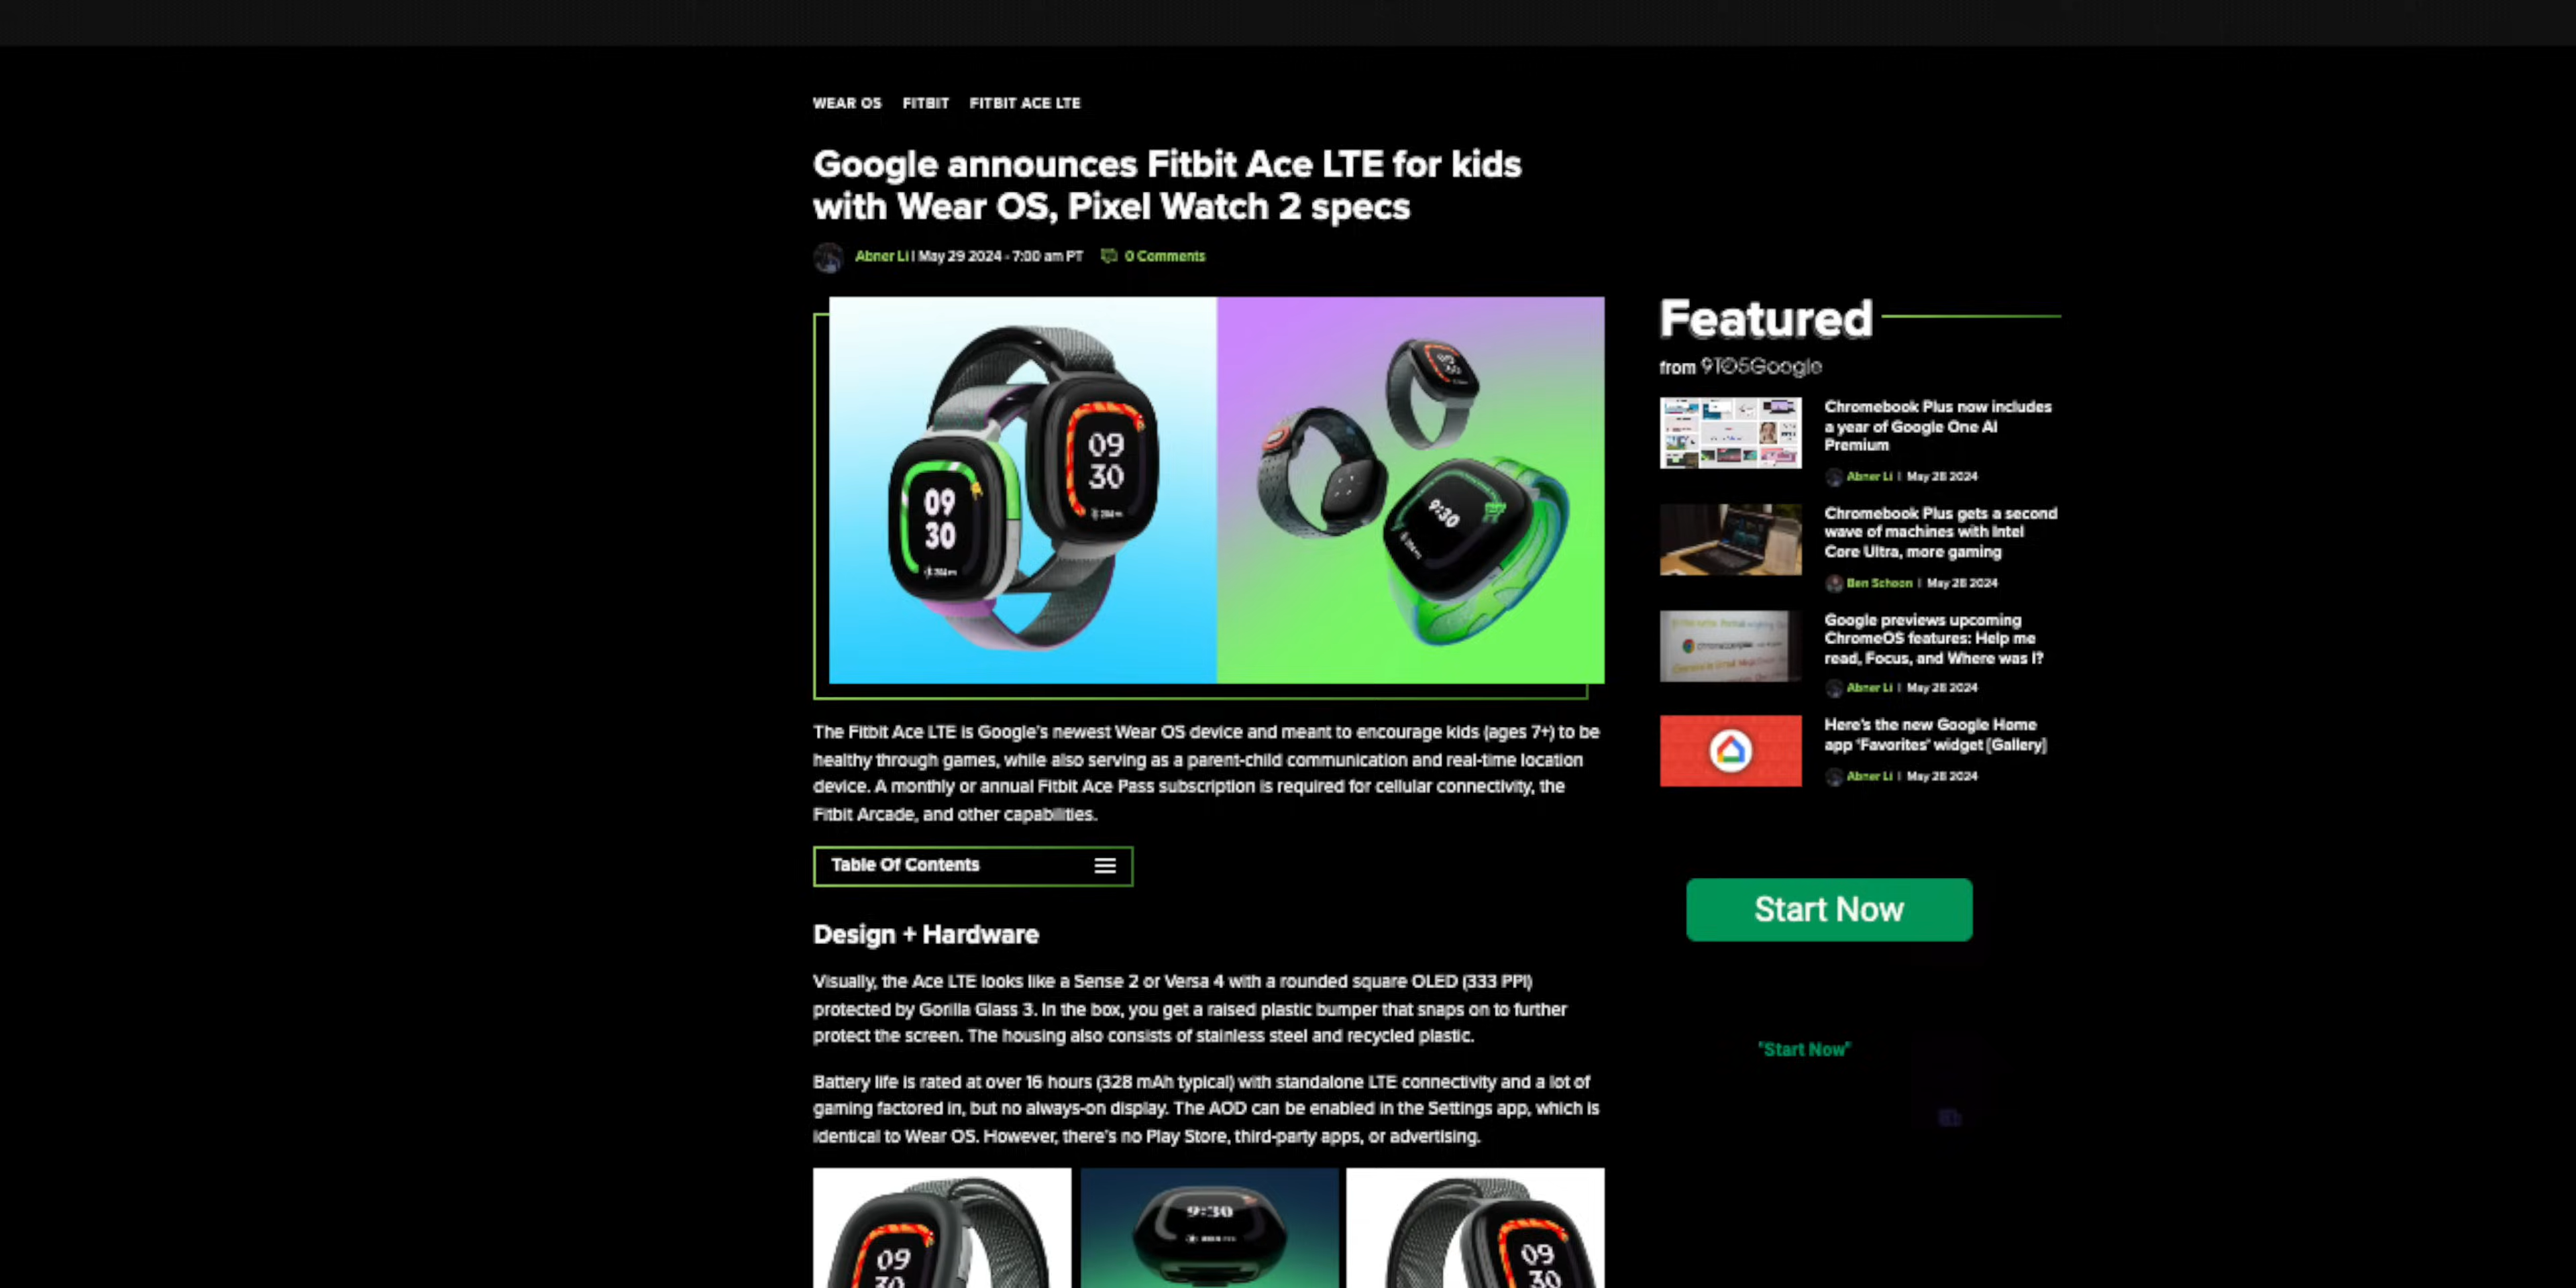 WEAR OS FITBIT FITBIT ACE LTE
Google announces Fitbit Ace LTE for kids
with Wear OS, Pixel Watch 2 specs
Abner Li | May 29 2024 - 7:00 am PT 0 Comments
09
30
09
30
9:30
The Fitbit Ace LTE is Google's newest Wear OS device and meant to encourage kids (ages 7+) to be
healthy through games, while also serving as a parent-child communication and real-time location
device. A monthly or annual Fitbit Ace Pass subscription is required for cellular connectivity, the
Fitbit Arcade, and other capabilities.
Table Of Contents
Design + Hardware
Visually, the Ace LTE looks like a Sense 2 or Versa 4 with a rounded square OLED (333 PPI)
protected by Gorilla Glass 3. In the box, you get a raised plastic bumper that snaps on to further
protect the screen. The housing also consists of stainless steel and recycled plastic.
Battery life is rated at over 16 hours (328 mAh typical) with standalone LTE connectivity and a lot of
gaming factored in, but no always-on display. The AOD can be enabled in the Settings app, which is
identical to Wear OS. However, there's no Play Store, third-party apps, or advertising.
09
30
9:30
09
30
Featured
from 9TO5Google
Chromebook Plus now includes
a year of Google One AI
Premium
Abner Li | May 28 2024
Chromebook Plus gets a second
wave of machines with Intel
Core Ultra, more gaming
Ben Schoon | May 28 2024
Google previews upcoming
ChromeOS features: Help me
read, Focus, and Where was I?
Abner Li | May 28 2024
Here's the new Google Home
app 'Favorites' widget [Gallery]
Abner Li | May 28 2024
Start Now
"Start Now"